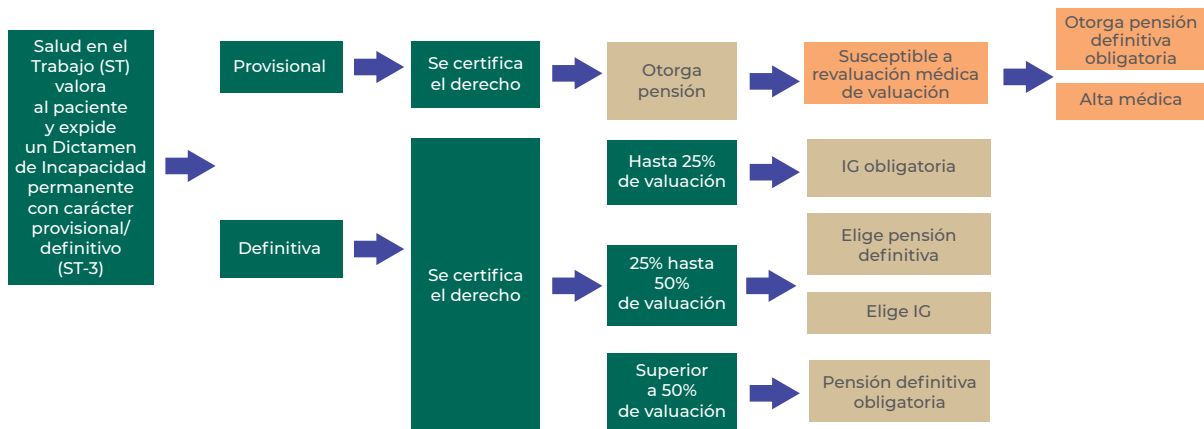 Salud en el
Trabajo (ST)
valora
al paciente
y expide
un Dictamen
de Incapacidad
permanente
con carácter
provisional/
definitivo
(ST-3)
Provisional
Se certifica
el derecho
Otorga
pensión
Susceptible a
revaluación médica
de valuación
Otorga pensión
definitiva
obligatoria
Alta médica
Definitiva
Se certifica
el derecho
Hasta 25%
de valuación
IG obligatoria
25% hasta
50%
de valuación
Elige pensión
definitiva
Elige IG
Superior
a 50%
de valuación
Pensión definitiva
obligatoria